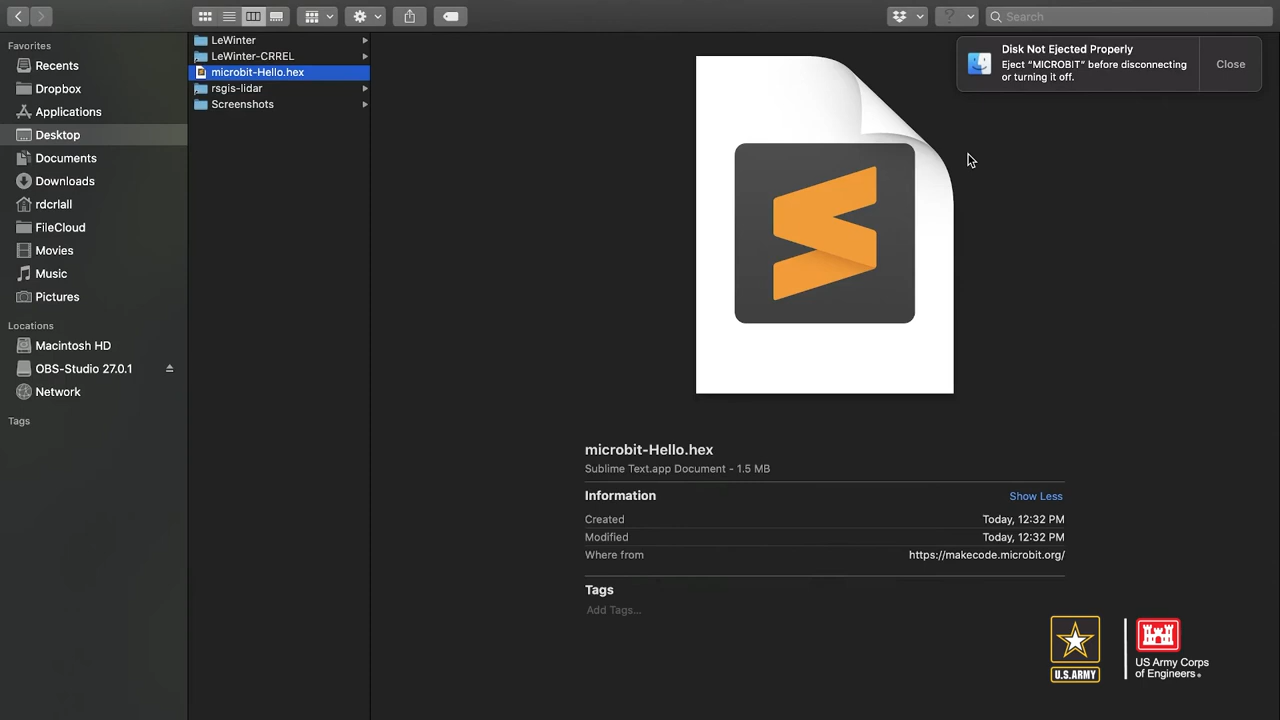 Search
Favorites
Recents
Dropbox
Applications
Desktop
Documents
Downloads
rdcrlall
FileCloud
Movies
Music
Pictures
Locations
Macintosh HD
OBS-Studio 27.0.1
Network
Tags
LeWinter
LeWinter-CRREL
microbit-Hello.hex
rsgis-lidar
Screenshots
Disk Not Ejected Properly
Eject “MICROBIT” before disconnecting
or turning it off.
Close
microbit-Hello.hex
Sublime Text.app Document - 1.5 MB
Information
Show Less
Created
Today, 12:32 PM
Modified
Today, 12:32 PM
Where from
https://makecode.microbit.org/
Tags
Add Tags...
U.S.ARMY
US Army Corps
of Engineers®